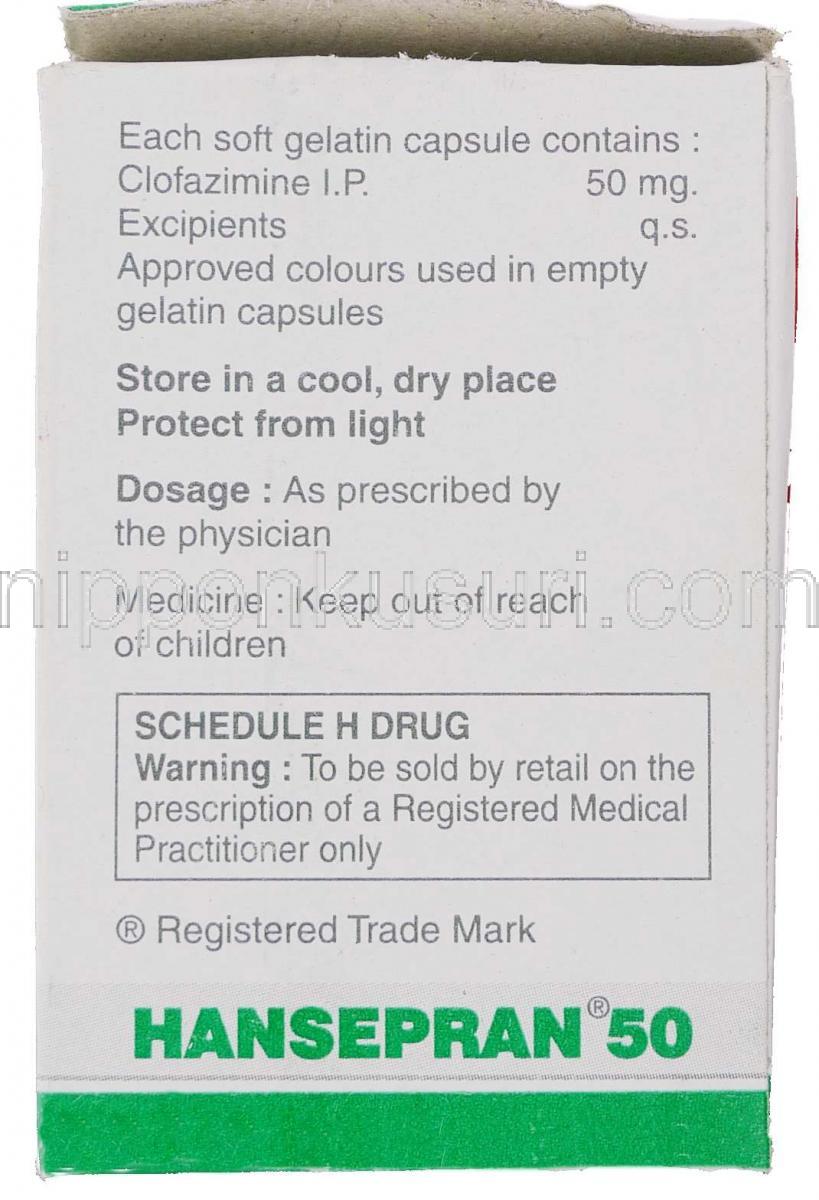 Each soft gelatin capsule contains :
Clofazimine I.P. 50 mg.
Excipients q.s.
Approved colours used in empty
gelatin capsules
Store in a cool, dry place
Protect from light
Dosage : As prescribed by
the physician
nipponkusuri.com
Medicine : Keep out of reach
of children
SCHEDULE H DRUG
Warning : To be sold by retail on the
prescription of a Registered Medical
Practitioner only
® Registered Trade Mark
HANSEPRAN® 50